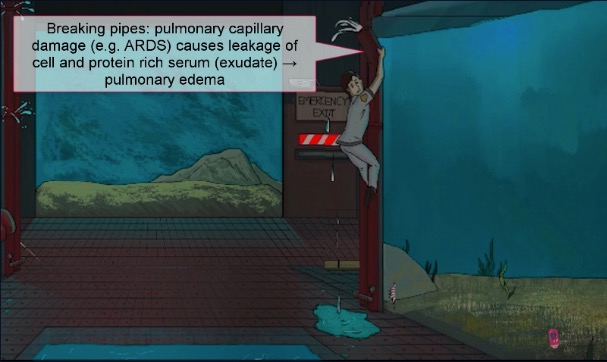 Breaking pipes: pulmonary capillary
damage (e.g. ARDS) causes leakage of
cell and protein rich serum (exudate) →
pulmonary edema
EMERGENCY
EXIT